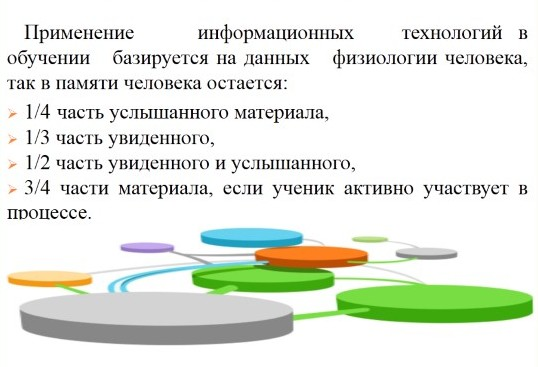 Применение информационных технологий в
обучении базируется на данных физиологии человека,
так в памяти человека остается:
➢ 1/4 часть услышанного материала,
➢ 1/3 часть увиденного,
➢ 1/2 часть увиденного и услышанного,
➢ 3/4 части материала, если ученик активно участвует в
процессе.